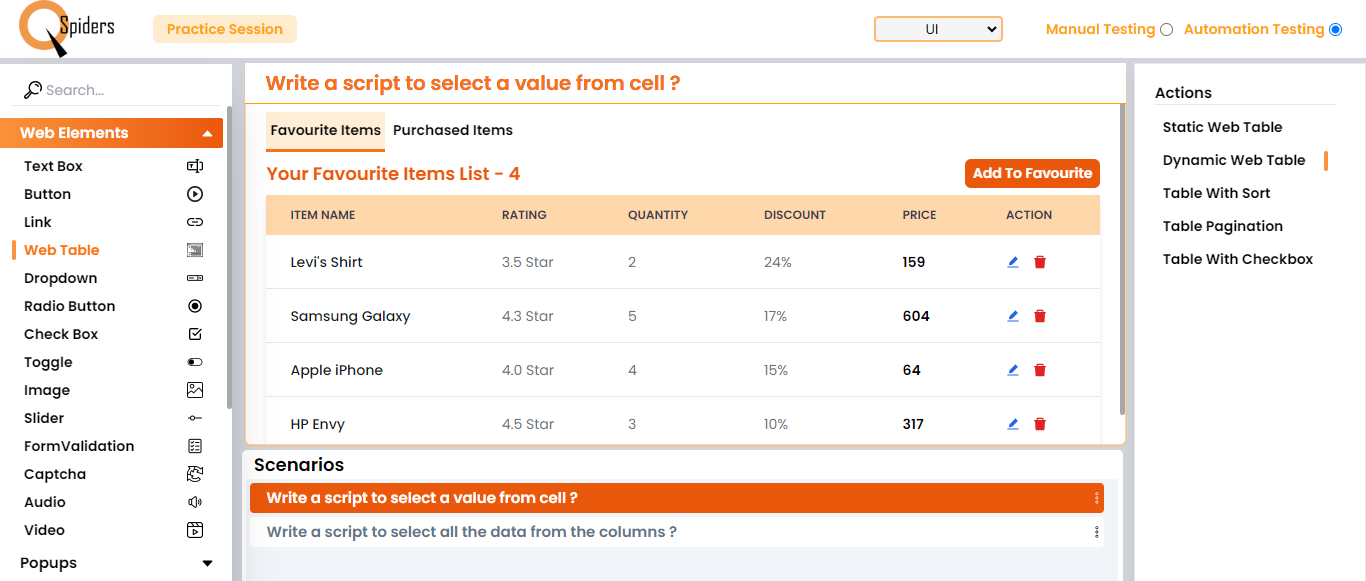 Spiders
Practice Session
UI
Manual Testing
Automation Testing
Search...
Web Elements
Text Box
Button
Link
Web Table
Dropdown
Radio Button
Check Box
Toggle
Image
Slider
FormValidation
Captcha
Audio
Video
Popups
Write a script to select a value from cell ?
Favourite Items Purchased Items
Your Favourite Items List - 4
Add To Favourite
ITEM NAME RATING QUANTITY DISCOUNT PRICE ACTION
Levi's Shirt 3.5 Star 2 24% 159
Samsung Galaxy 4.3 Star 5 17% 604
Apple iPhone 4.0 Star 4 15% 64
HP Envy 4.5 Star 3 10% 317
Scenarios
Write a script to select a value from cell ?
Write a script to select all the data from the columns ?
Actions
Static Web Table
Dynamic Web Table
Table With Sort
Table Pagination
Table With Checkbox